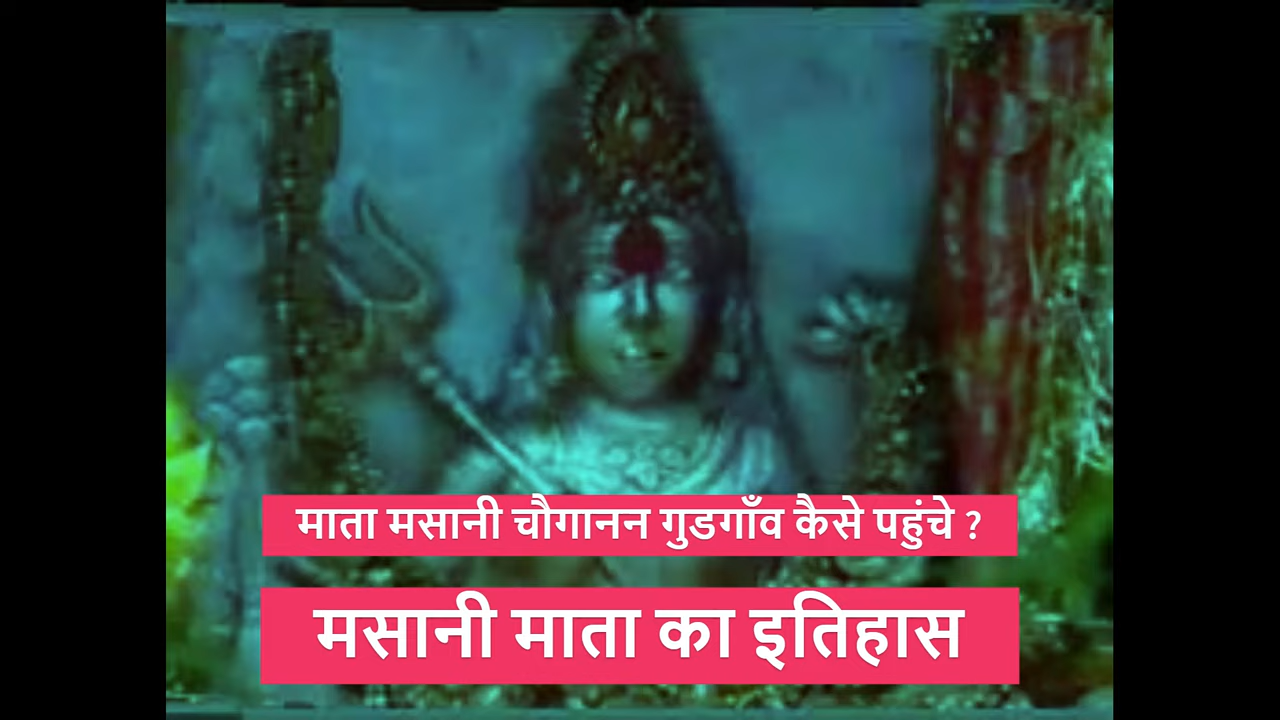 माता मसानी चौगानन गुडगाँव कैसे पहुंचे ?
मसानी माता का इतिहास